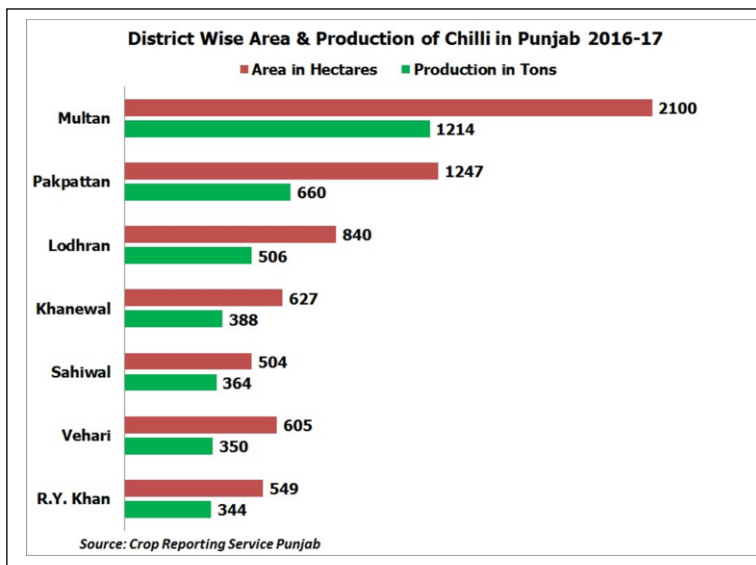 District Wise Area & Production of Chilli in Punjab 2016-17
Area in Hectares Production in Tons
Multan
2100
1214
Pakpattan
1247
660
Lodhran
840
506
Khanewal
627
388
Sahiwal
504
364
Vehari
605
350
R.Y. Khan
549
344
Source: Crop Reporting Service Punjab